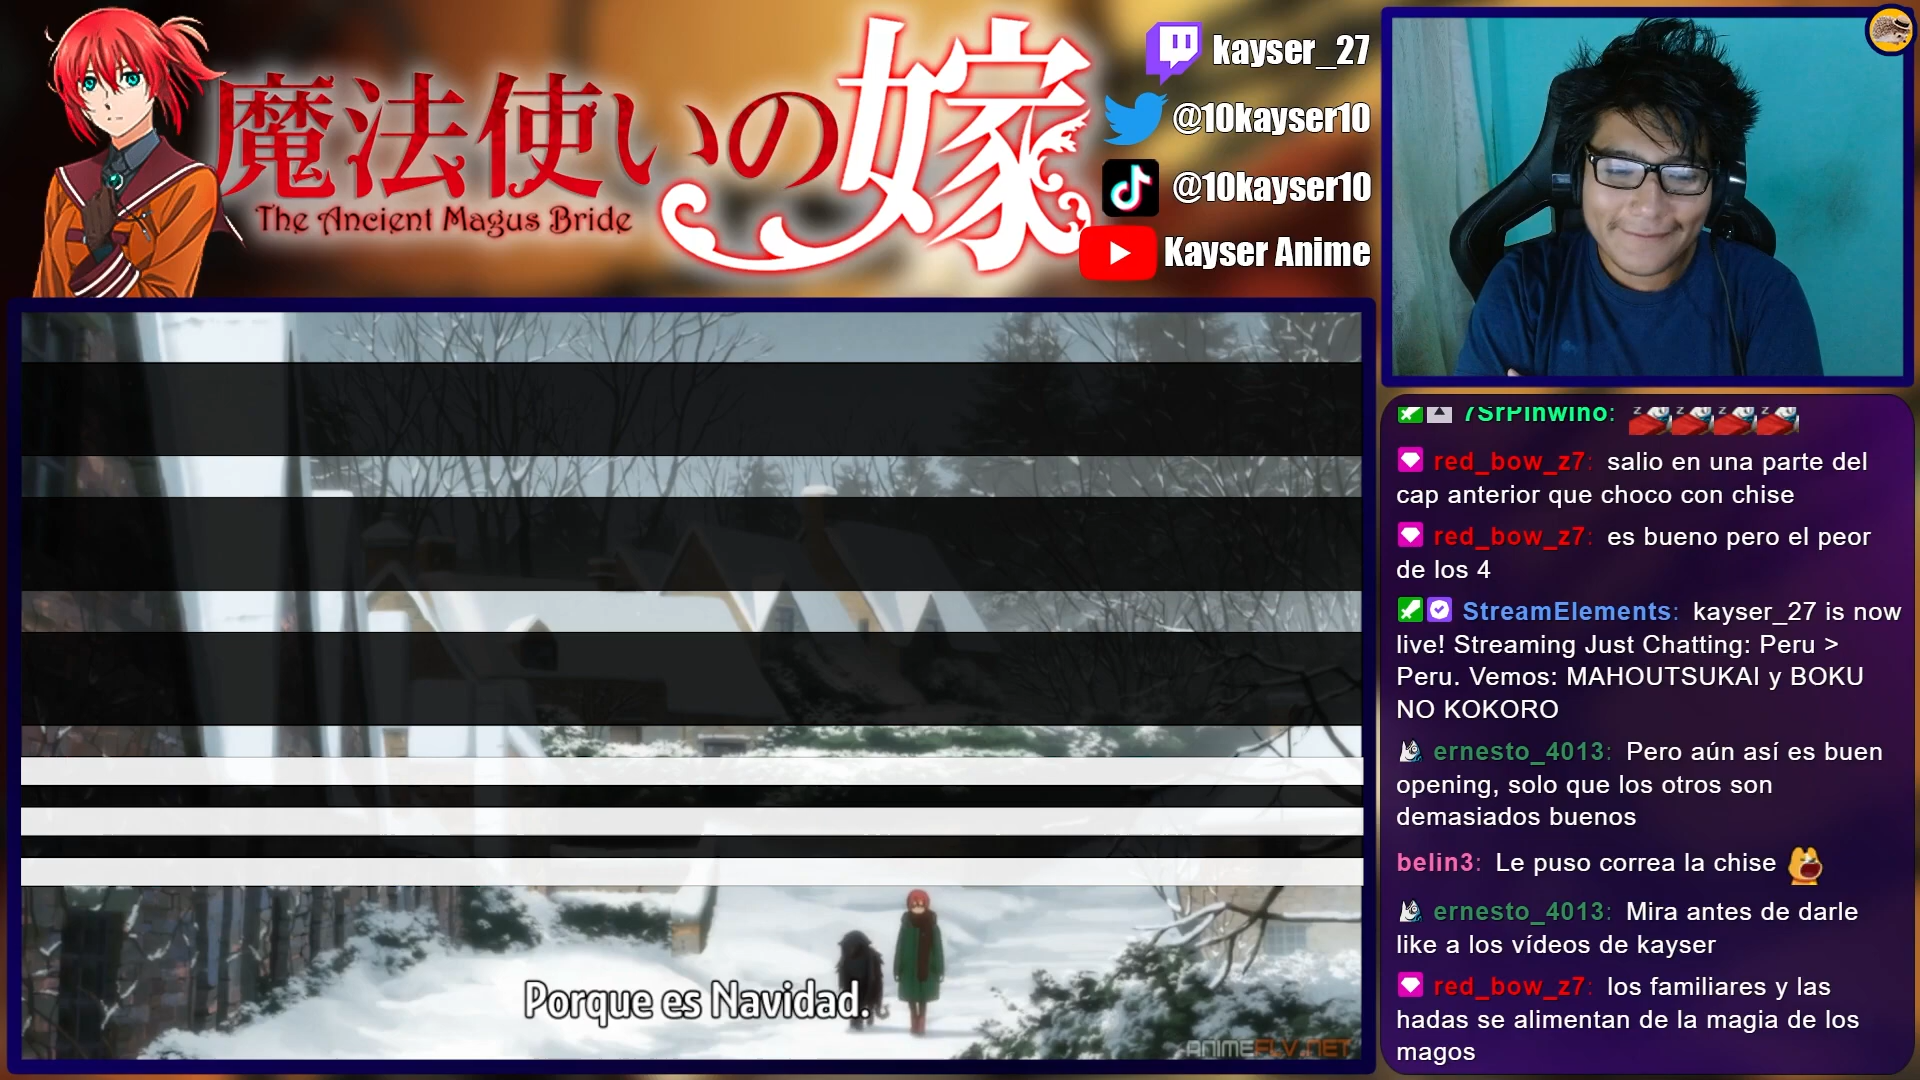 魔法使いの嫁
The Ancient Magus Bride
kayser_27
@10kayser10
@10kayser10
Kayser Anime
Porque es Navidad.
ANIMEFLV.NET
7SrPinwino:
red_bow_z7: salio en una parte del
cap anterior que choco con chise
red_bow_z7: es bueno pero el peor
de los 4
StreamElements: kayser_27 is now
live! Streaming Just Chatting: Peru >
Peru. Vemos: MAHOUTSUKAI y BOKU
NO KOKORO
ernesto_4013: Pero aún así es buen
opening, solo que los otros son
demasiados buenos
belin3: Le puso correa la chise
ernesto_4013: Mira antes de darle
like a los vídeos de kayser
red_bow_z7: los familiares y las
hadas se alimentan de la magia de los
magos